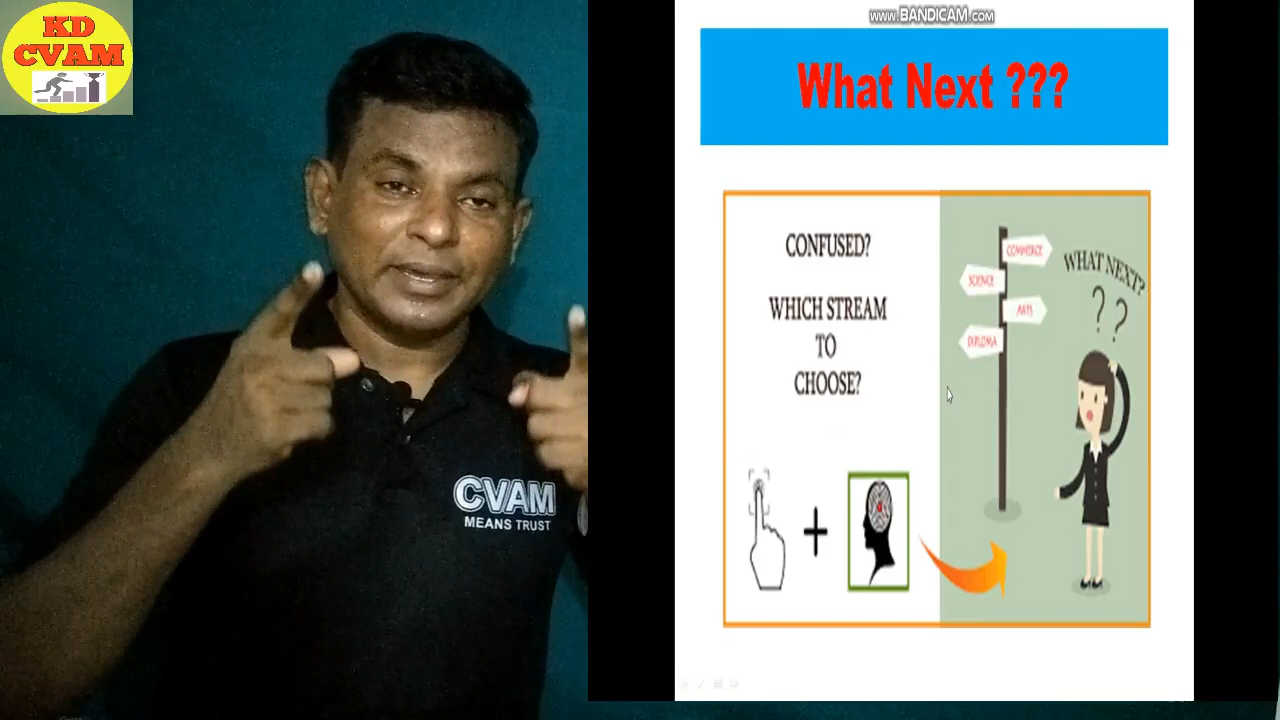 KD
CVAM
www.BANDICAM.com
What Next ???
CONFUSED?
WHICH STREAM
TO
CHOOSE?
COMMERCE
SCIENCE
ARTS
DIPLOMA
WHAT NEXT?
??
CVAM
MEANS TRUST